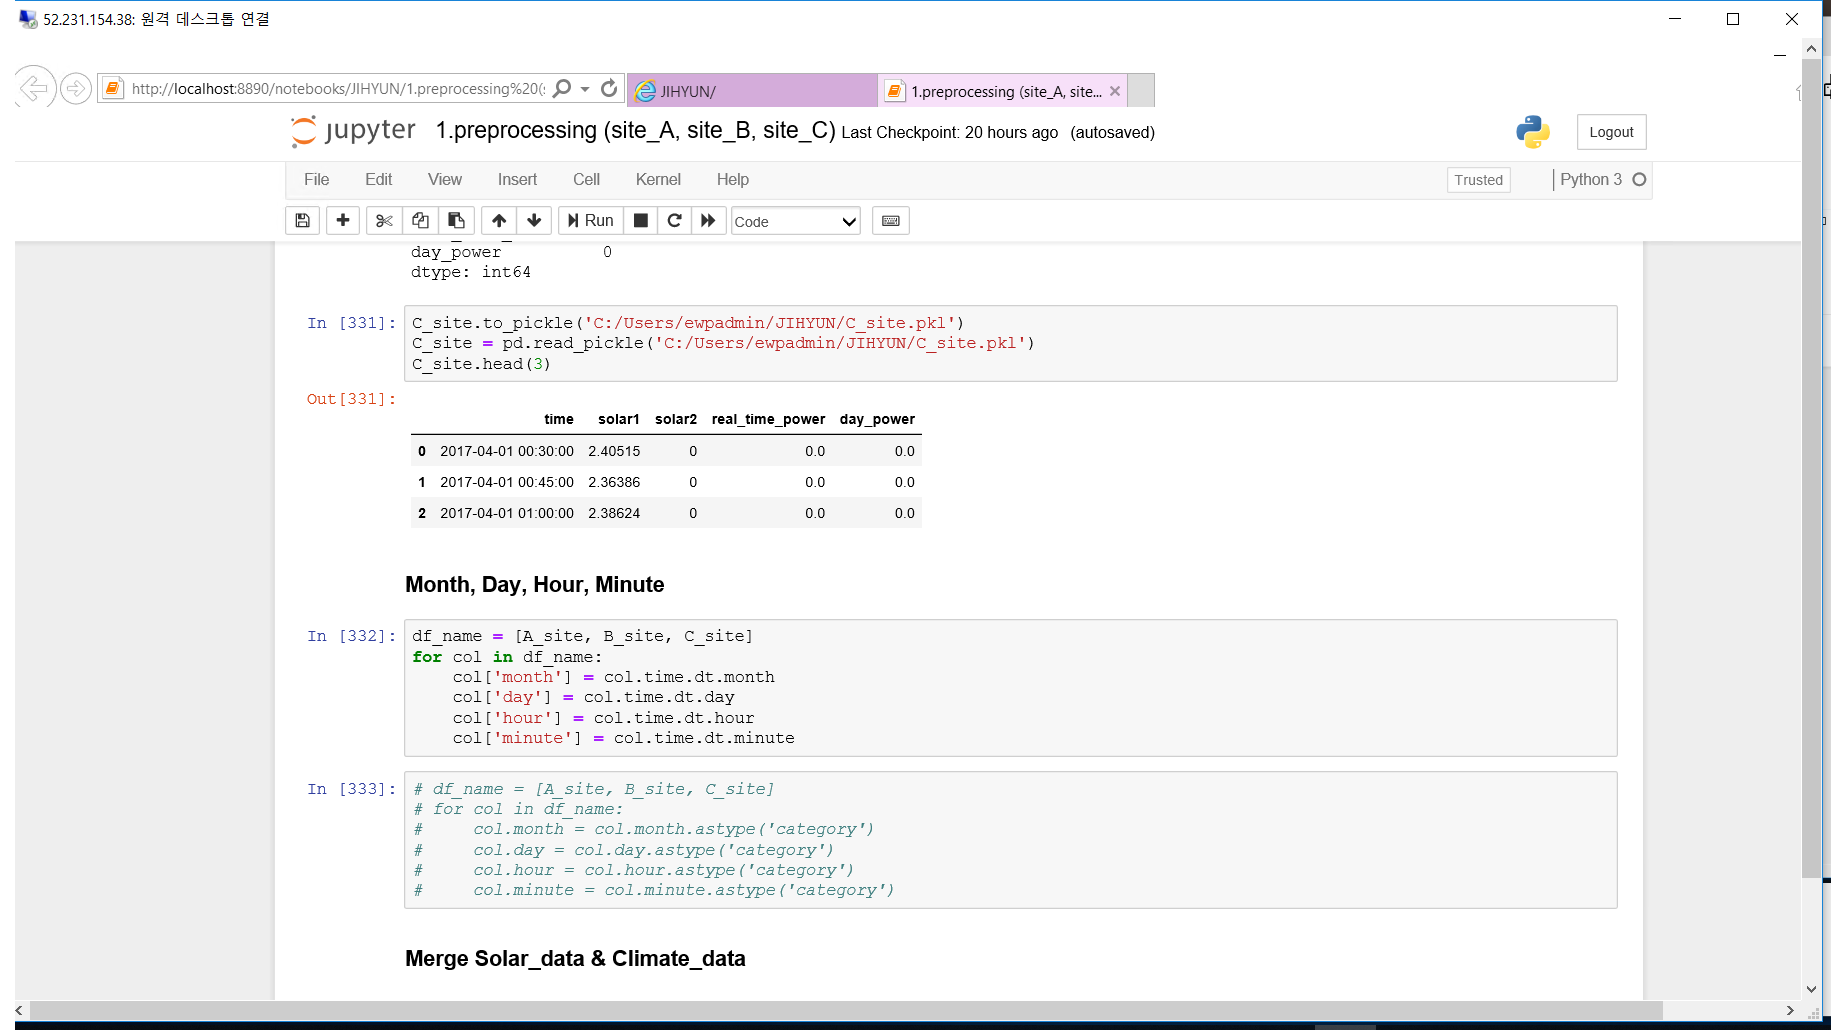 52.231.154.38: 원격 데스크톱 연결
http://localhost:8890/notebooks/JIHYUN/1.preprocessing%20(
JIHYUN/
1.preprocessing (site_A, site...
jupyter 1.preprocessing (site_A, site_B, site_C) Last Checkpoint: 20 hours ago (autosaved)
Logout
File Edit View Insert Cell Kernel Help
Trusted
Python 3
Run
Code
day_power 0
dtype: int64
In [331]:
C_site.to_pickle('C:/Users/ewpadmin/JIHYUN/C_site.pkl')
C_site = pd.read_pickle('C:/Users/ewpadmin/JIHYUN/C_site.pkl')
C_site.head(3)
Out[331]:
time solar1 solar2 real_time_power day_power
0 2017-04-01 00:30:00 2.40515 0 0.0 0.0
1 2017-04-01 00:45:00 2.36386 0 0.0 0.0
2 2017-04-01 01:00:00 2.38624 0 0.0 0.0
Month, Day, Hour, Minute
In [332]:
df_name = [A_site, B_site, C_site]
for col in df_name:
    col['month'] = col.time.dt.month
    col['day'] = col.time.dt.day
    col['hour'] = col.time.dt.hour
    col['minute'] = col.time.dt.minute
In [333]:
# df_name = [A_site, B_site, C_site]
# for col in df_name:
#     col.month = col.month.astype('category')
#     col.day = col.day.astype('category')
#     col.hour = col.hour.astype('category')
#     col.minute = col.minute.astype('category')
Merge Solar_data & Climate_data